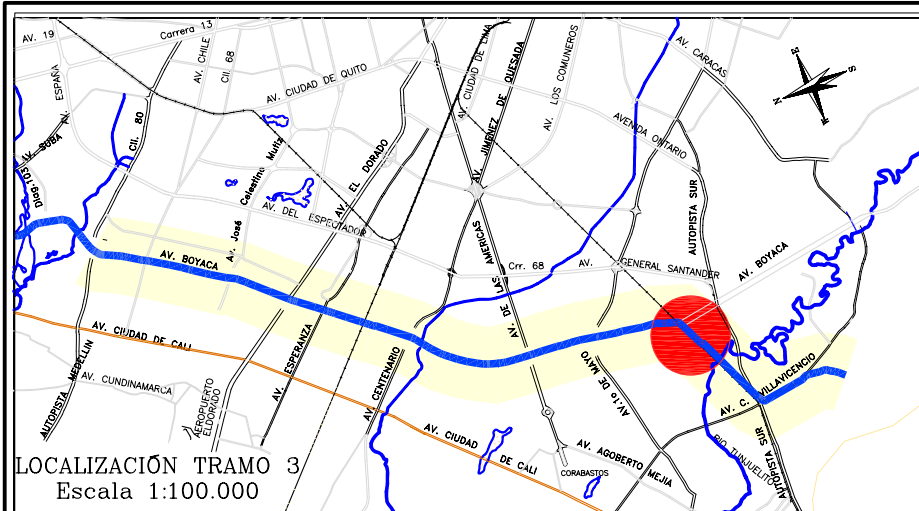 AV. 19
Carrera 13
AV. CHILE
Cll. 68
AV. ESPAÑA
AV. SUBA
Diag.103
Cll. 80
AV. CIUDAD DE QUITO
AV. CIUDAD DE LIMA
AV. JIMENEZ DE QUESADA
AV. LOS COMUNEROS
AV. CARACAS
AVENIDA ONTARIO
AUTOPISTA SUR
E
S
N
W
Av. José Celestino Mutiz
AV. EL DORADO
AV. DEL ESPECTADOR
AV. BOYACA
Crr. 68
AV. GENERAL SANTANDER
AV. BOYACA
AV. DE LAS AMERICAS
AV. CIUDAD DE CALI
AV. ESPERANZA
AV. CENTENARIO
AV.1o DE MAYO
AV. C. VILLAVICENCIO
AUTOPISTA MEDELLIN
AV. CUNDINAMARCA
AEROPUERTO
ELDORADO
AV. CIUDAD
DE CALI
AV. AGOBERTO MEJIA
CORABASTOS
RIO TUNJUELITO
AUTOPISTA SUR
LOCALIZACIÓN TRAMO 3
Escala 1:100.000